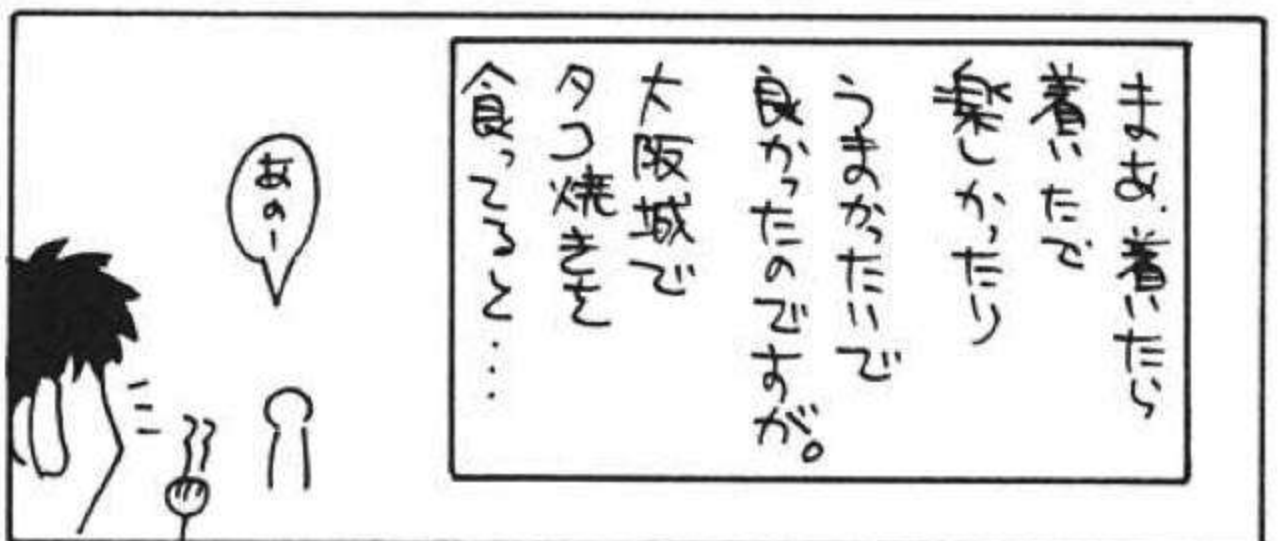 まあ、着いたら
着いたで
楽しかったり
うまかったいで
良かったのですが。
大阪城で
タコ焼きを
食ってると・・・
あのー